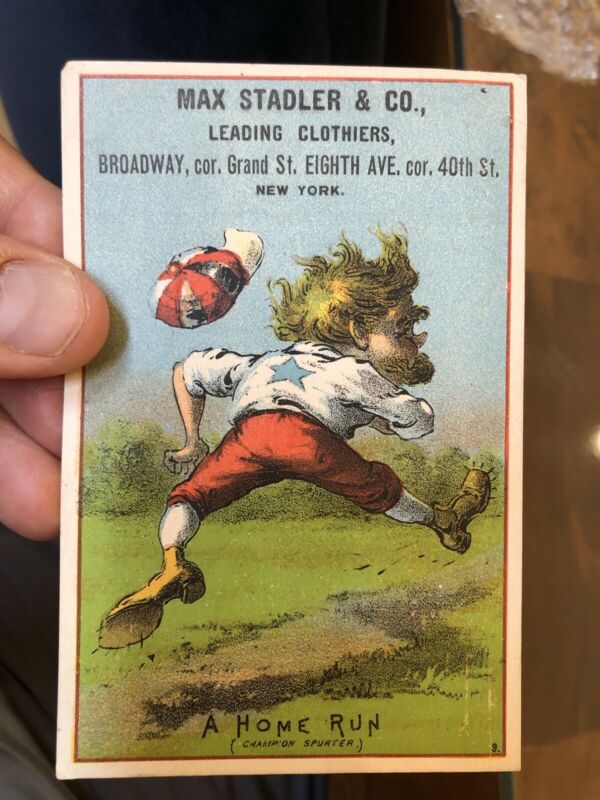 MAX STADLER & CO.,
LEADING CLOTHIERS,
BROADWAY, cor. Grand St. EIGHTH AVE. cor. 40th St.
NEW YORK.
A HOME RUN
(CHAMPION SPURTER.)
9.